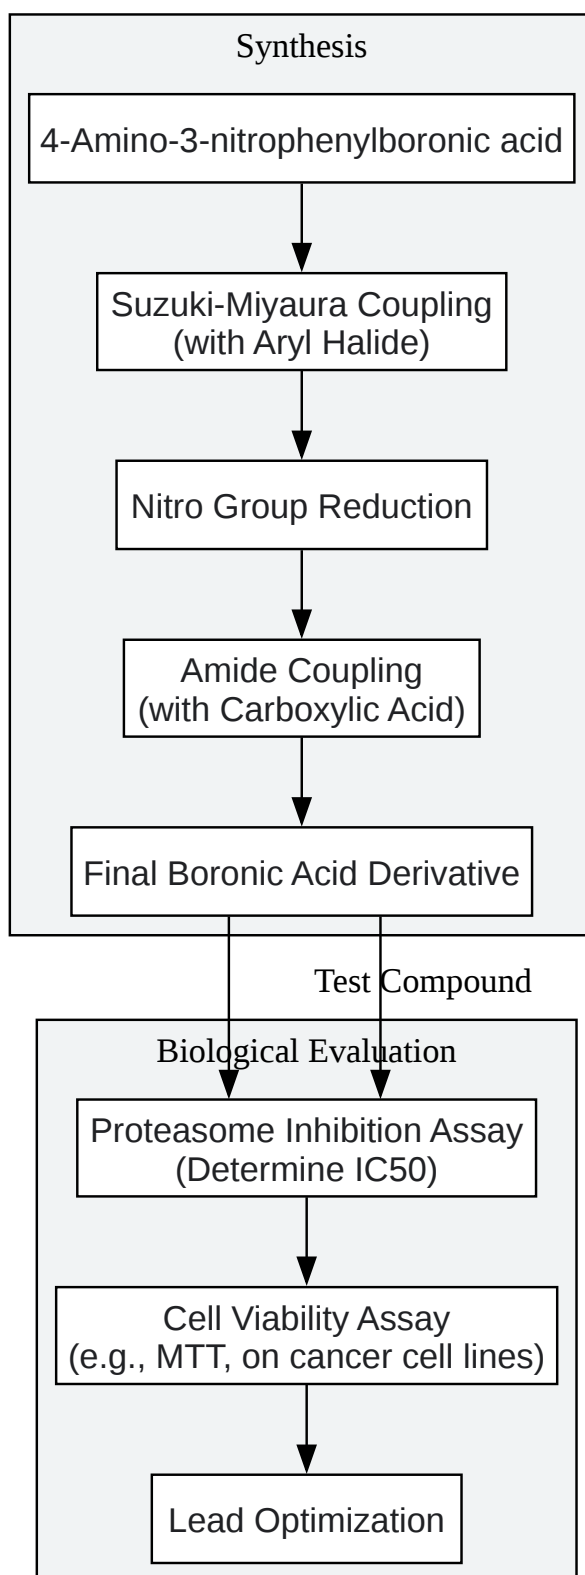 Synthesis
4-Amino-3-nitrophenylboronic acid
Suzuki-Miyaura Coupling
(with Aryl Halide)
Nitro Group Reduction
Amide Coupling
(with Carboxylic Acid)
Final Boronic Acid Derivative
Test Compound
Biological Evaluation
Proteasome Inhibition Assay
(Determine IC50)
Cell Viability Assay
(e.g., MTT, on cancer cell lines)
Lead Optimization